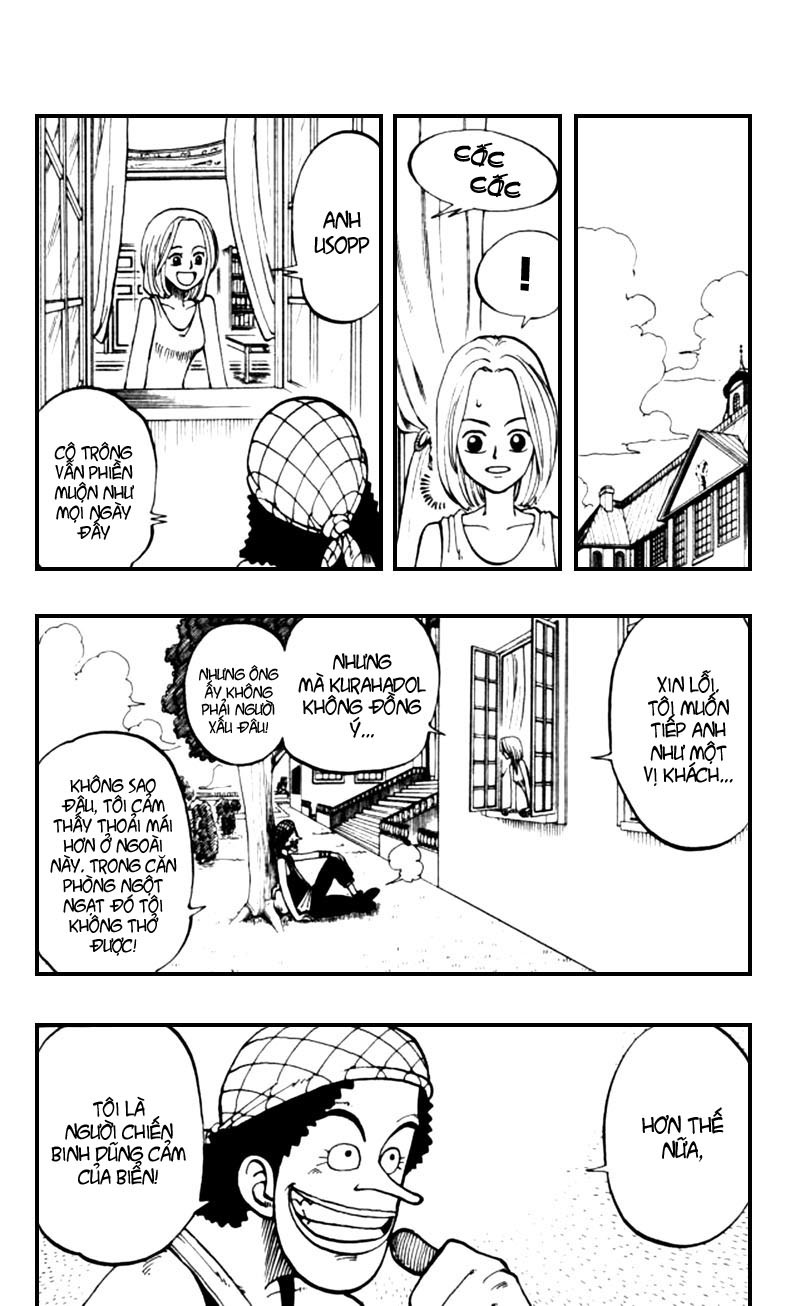 CỐC
CỐC
!
ANH
USOPP
CÔ TRÔNG
VẪN PHIỀN
MUỘN NHƯ
MỌI NGÀY
ĐẤY
XIN LỖI,
TÔI MUỐN
TIẾP ANH
NHƯ MỘT
VỊ KHÁCH...
NHƯNG
MÀ KURAHADOL
KHÔNG ĐỒNG
Ý...
NHƯNG ÔNG
ẤY KHÔNG
PHẢI NGƯỜI
XẤU ĐÂU!
KHÔNG SAO
ĐÂU, TÔI CẢM
THẤY THOẢI MÁI
HƠN Ở NGOÀI
NÀY. TRONG CĂN
PHÒNG NGỘT
NGẠT ĐÓ TÔI
KHÔNG THỞ
ĐƯỢC!
HƠN THẾ
NỮA,
TÔI LÀ
NGƯỜI CHIẾN
BINH DŨNG CẢM
CỦA BIỂN!